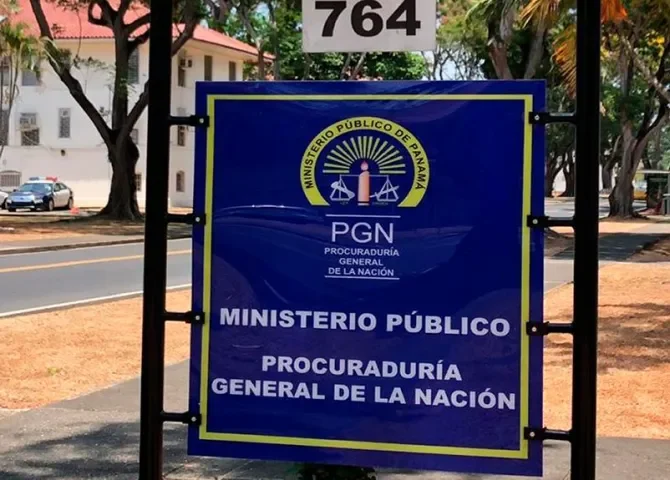 764
MINISTERIO PÚBLICO DE PANAMÁ
PGN
PROCURADURÍA
GENERAL
DE LA NACIÓN
MINISTERIO PÚBLICO
PROCURADURÍA
GENERAL DE LA NACIÓN